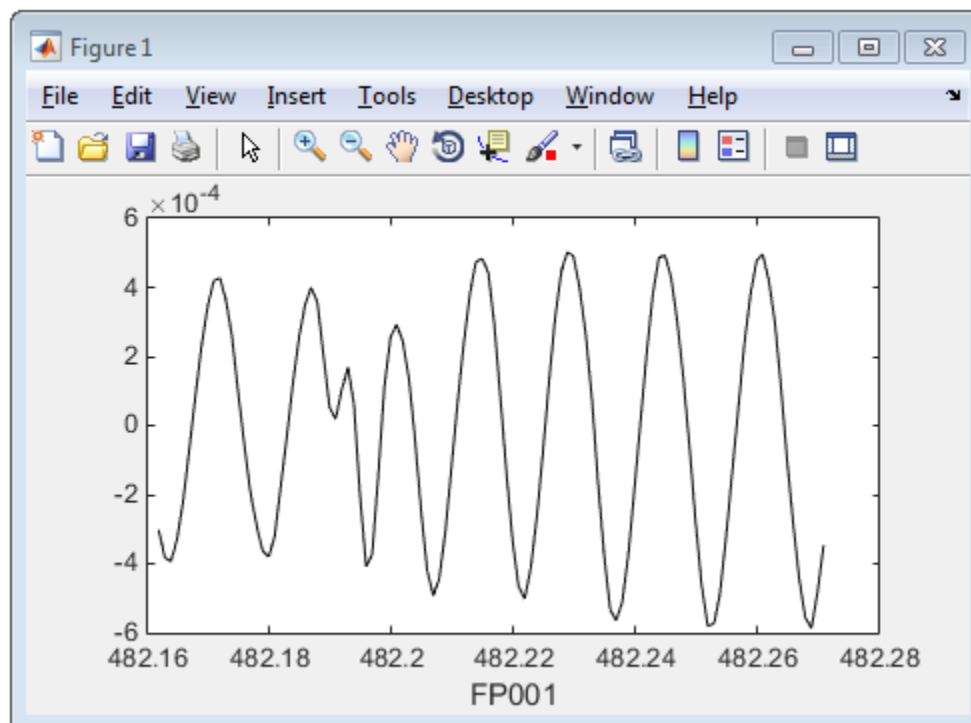 Figure 1
File Edit View Insert Tools Desktop Window Help
×10⁻⁴
6
4
2
0
-2
-4
-6
482.16 482.18 482.2 482.22 482.24 482.26 482.28
FP001